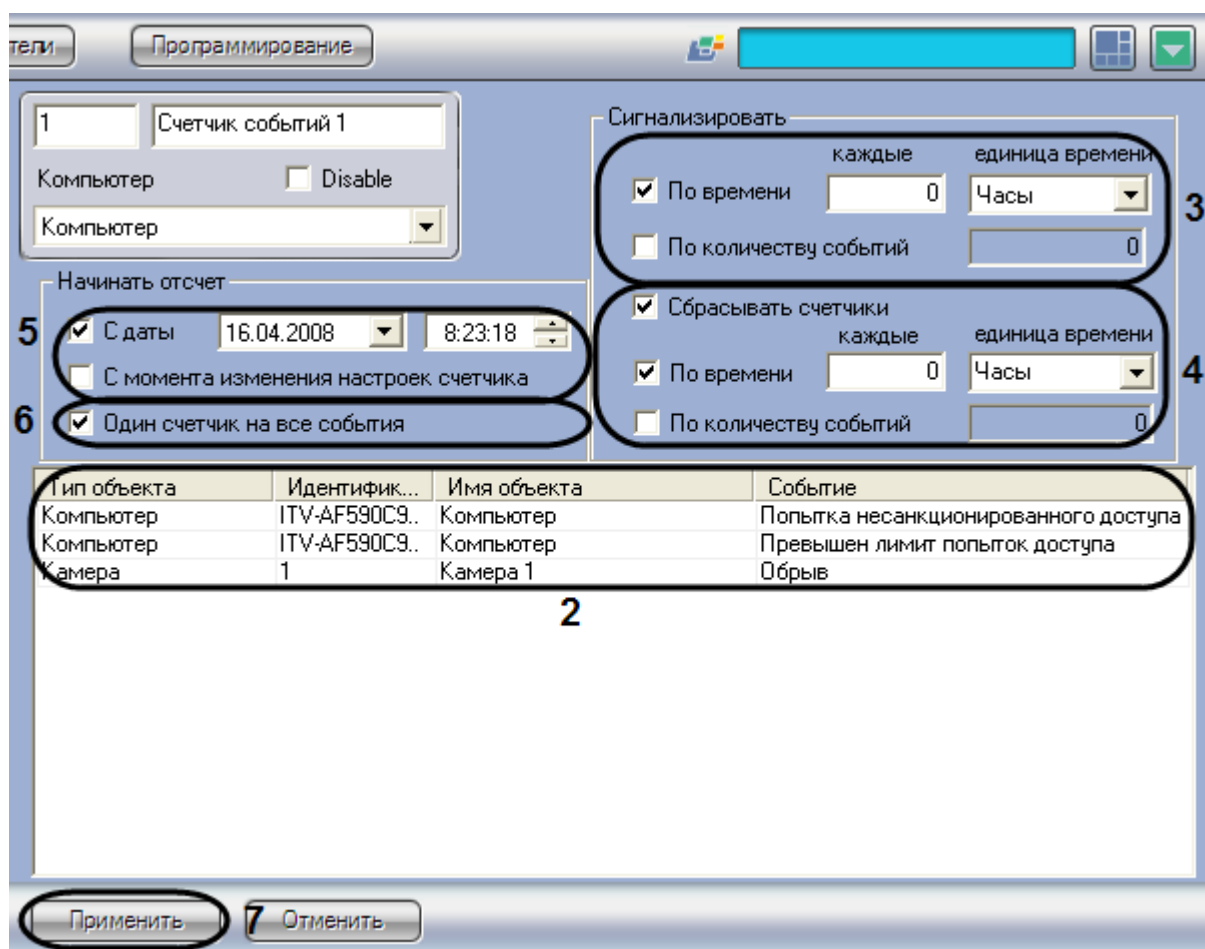 тели
Программирование
1
Счетчик событий 1
Компьютер
Disable
Компьютер
Начинать отсчет
5
С даты
16.04.2008
8:23:18
С момента изменения настроек счетчика
6
Один счетчик на все события
Сигнализировать
каждые
единица времени
По времени
0
Часы
3
По количеству событий
0
Сбрасывать счетчики
каждые
единица времени
По времени
0
Часы
4
По количеству событий
0
Тип объекта Идентифик... Имя объекта Событие
Компьютер ITV-AF590C9.. Компьютер Попытка несанкционированного доступа
Компьютер ITV-AF590C9.. Компьютер Превышен лимит попыток доступа
Камера 1 Камера 1 Обрыв
2
Применить
7
Отменить